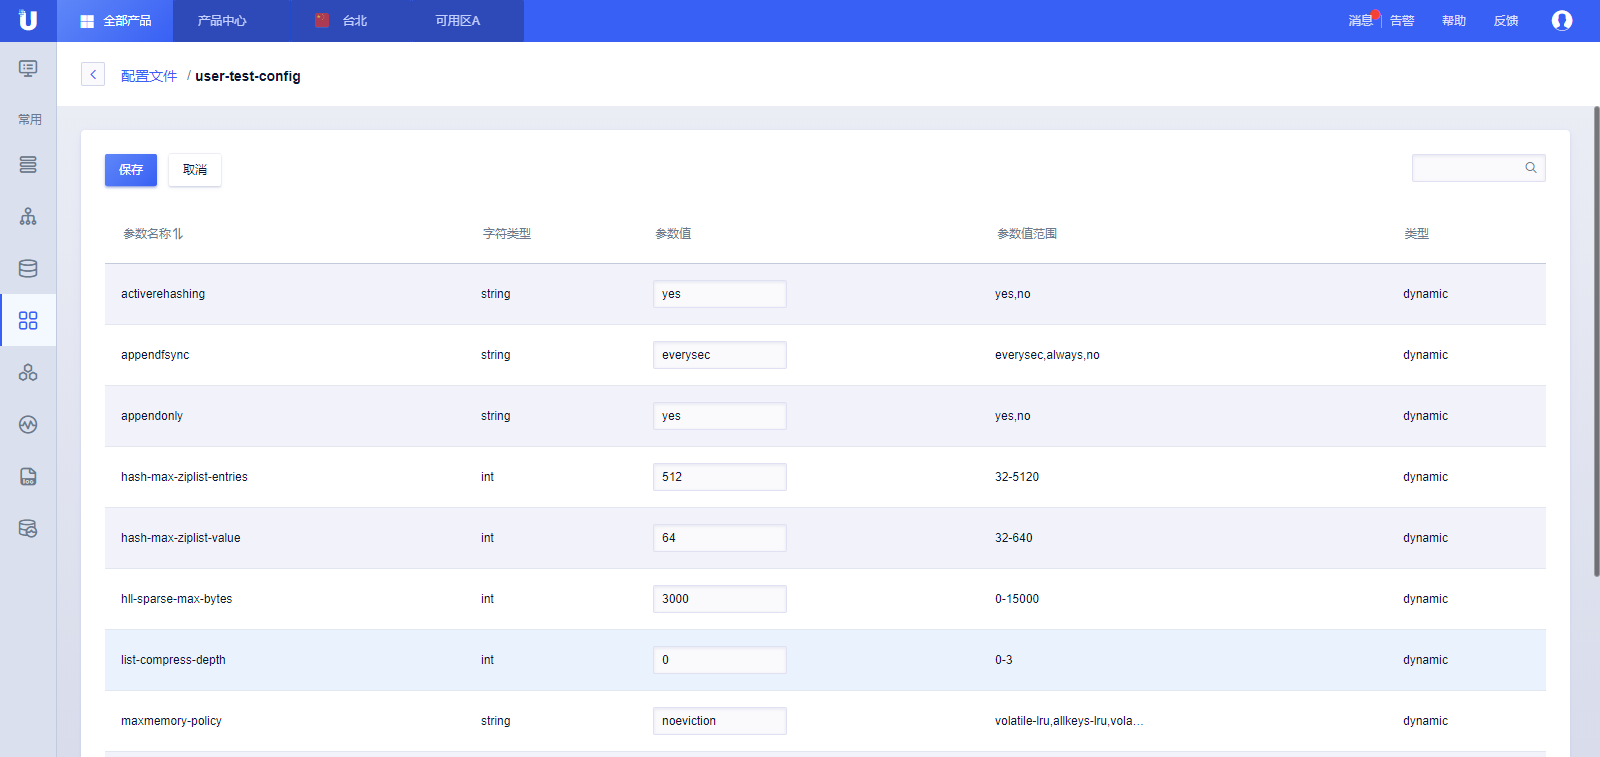 U 全部产品 产品中心 台北 可用区A 消息 告警 帮助 反馈
配置文件 / user-test-config
常用
保存 取消
参数名称 字符类型 参数值 参数值范围 类型
activerehashing string yes yes,no dynamic
appendfsync string everysec everysec,always,no dynamic
appendonly string yes yes,no dynamic
hash-max-ziplist-entries int 512 32-5120 dynamic
hash-max-ziplist-value int 64 32-640 dynamic
hll-sparse-max-bytes int 3000 0-15000 dynamic
list-compress-depth int 0 0-3 dynamic
maxmemory-policy string noeviction volatile-lru,allkeys-lru,vola... dynamic